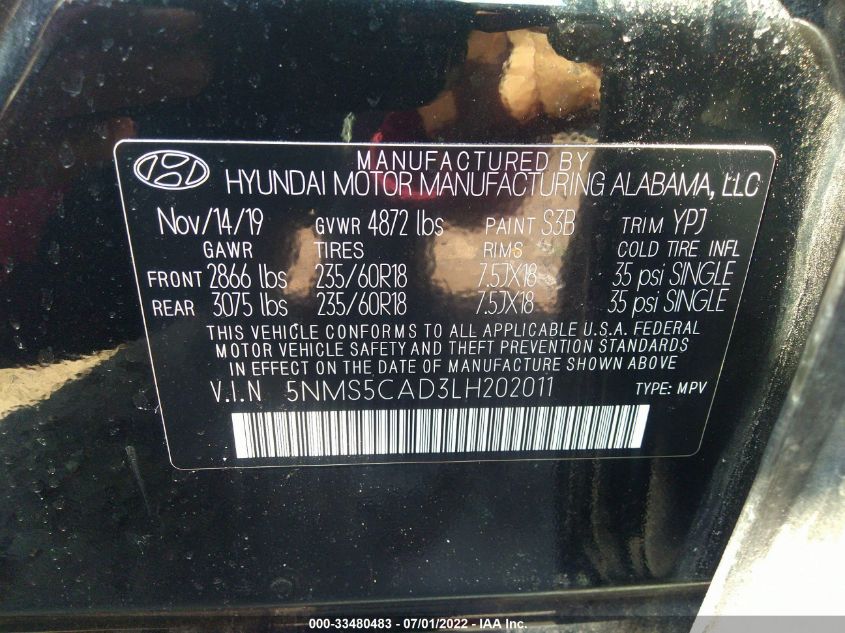 MANUFACTURED BY
HYUNDAI MOTOR MANUFACTURING ALABAMA, LLC
Nov/14/19 GVWR 4872 lbs PAINT S3B TRIM YPJ
GAWR TIRES RIMS COLD TIRE INFL
FRONT 2866 lbs 235/60R18 7.5JX18 35 psi SINGLE
REAR 3075 lbs 235/60R18 7.5JX18 35 psi SINGLE
THIS VEHICLE CONFORMS TO ALL APPLICABLE U.S.A. FEDERAL
MOTOR VEHICLE SAFETY AND THEFT PREVENTION STANDARDS
IN EFFECT ON THE DATE OF MANUFACTURE SHOWN ABOVE
V.I.N 5NMS5CAD3LH202011 TYPE: MPV
000-33480483 - 07/01/2022 - IAA Inc.